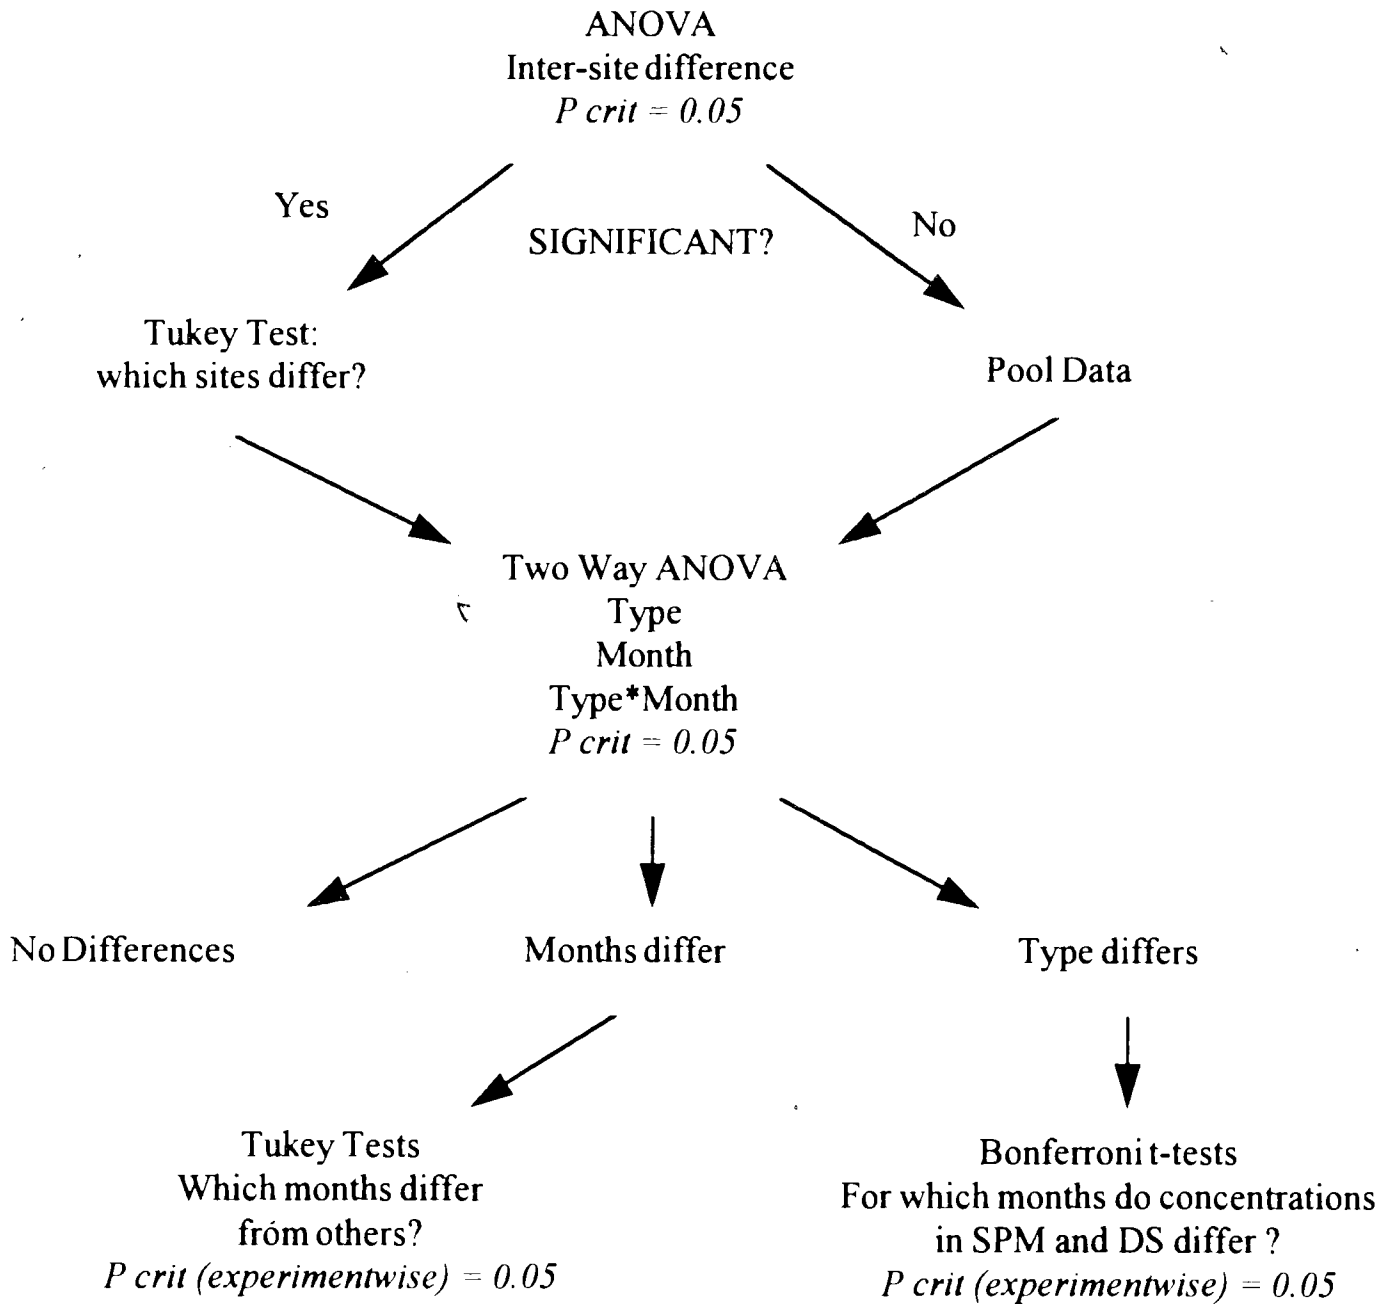 ANOVA
Inter-site difference
P crit = 0.05
Yes
No
SIGNIFICANT?
Tukey Test:
which sites differ?
Pool Data
Two Way ANOVA
Type
Month
Type*Month
P crit = 0.05
No Differences
Months differ
Type differs
Tukey Tests
Which months differ
from others?
P crit (experimentwise) = 0.05
Bonferroni t-tests
For which months do concentrations
in SPM and DS differ ?
P crit (experimentwise) = 0.05